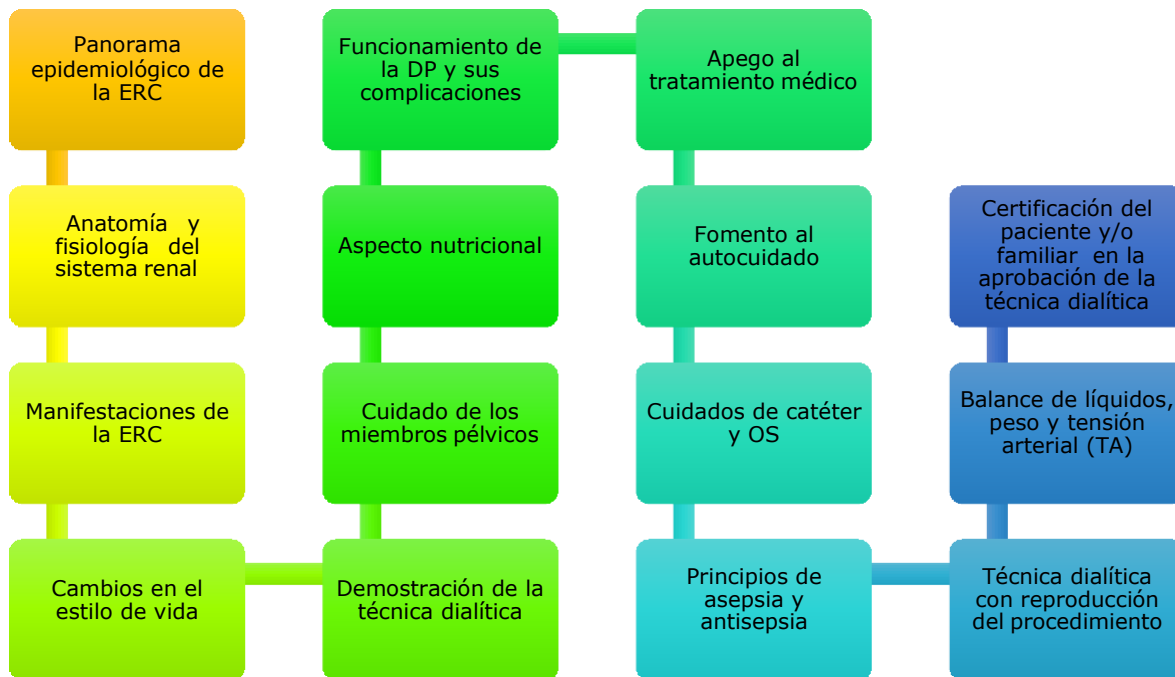 Panorama
epidemiológico de
la ERC
Anatomía y
fisiología del
sistema renal
Manifestaciones de
la ERC
Cambios en el
estilo de vida
Demostración de la
técnica dialítica
Cuidado de los
miembros pélvicos
Aspecto nutricional
Funcionamiento de
la DP y sus
complicaciones
Apego al
tratamiento médico
Fomento al
autocuidado
Cuidados de catéter
y OS
Principios de
asepsia y
antisepsia
Técnica dialítica
con reproducción
del procedimiento
Balance de líquidos,
peso y tensión
arterial (TA)
Certificación del
paciente y/o
familiar en la
aprobación de la
técnica dialítica